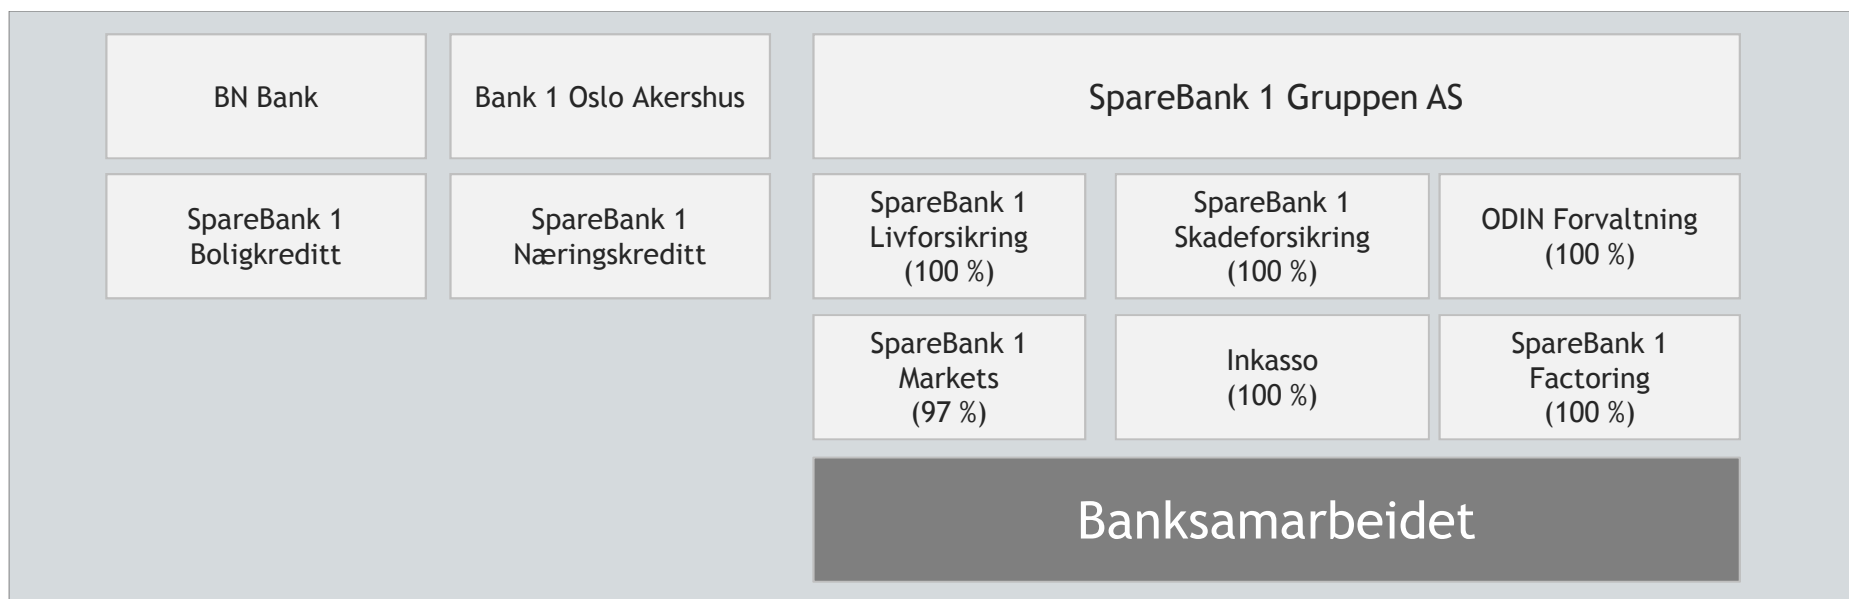 BN Bank
Bank 1 Oslo Akershus
SpareBank 1 Gruppen AS
SpareBank 1
Boligkreditt
SpareBank 1
Næringskreditt
SpareBank 1
Livforsikring
(100 %)
SpareBank 1
Skadeforsikring
(100 %)
ODIN Forvaltning
(100 %)
SpareBank 1
Markets
(97 %)
Inkasso
(100 %)
SpareBank 1
Factoring
(100 %)
Banksamarbeidet